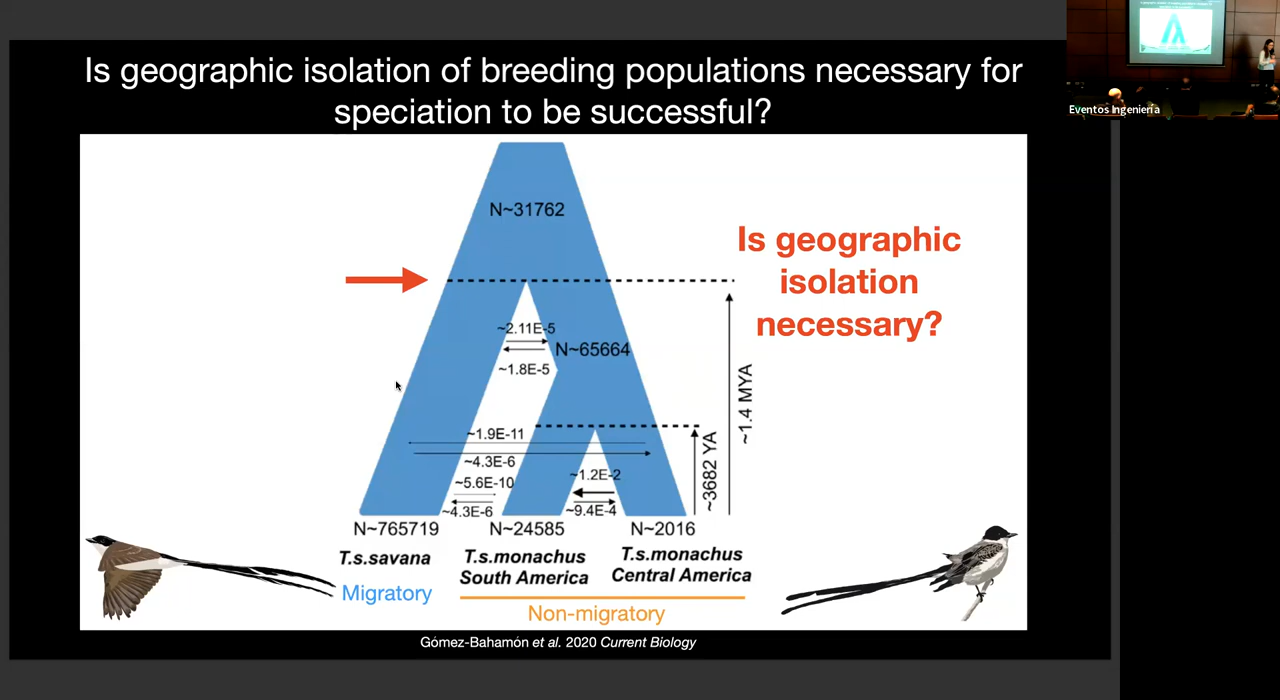 Is geographic isolation of breeding populations necessary for
speciation to be successful?
Eventos Ingeniería
N~31762
Is geographic
isolation
necessary?
~2.11E-5
N~65664
~1.8E-5
~1.4 MYA
~3682 YA
~1.9E-11
~4.3E-6
~1.2E-2
~5.6E-10
~4.3E-6
~9.4E-4
N~765719
N~24585
N~2016
T.s.savana
T.s.monachus
South America
T.s.monachus
Central America
Migratory
Non-migratory
Gómez-Bahamón et al. 2020 Current Biology